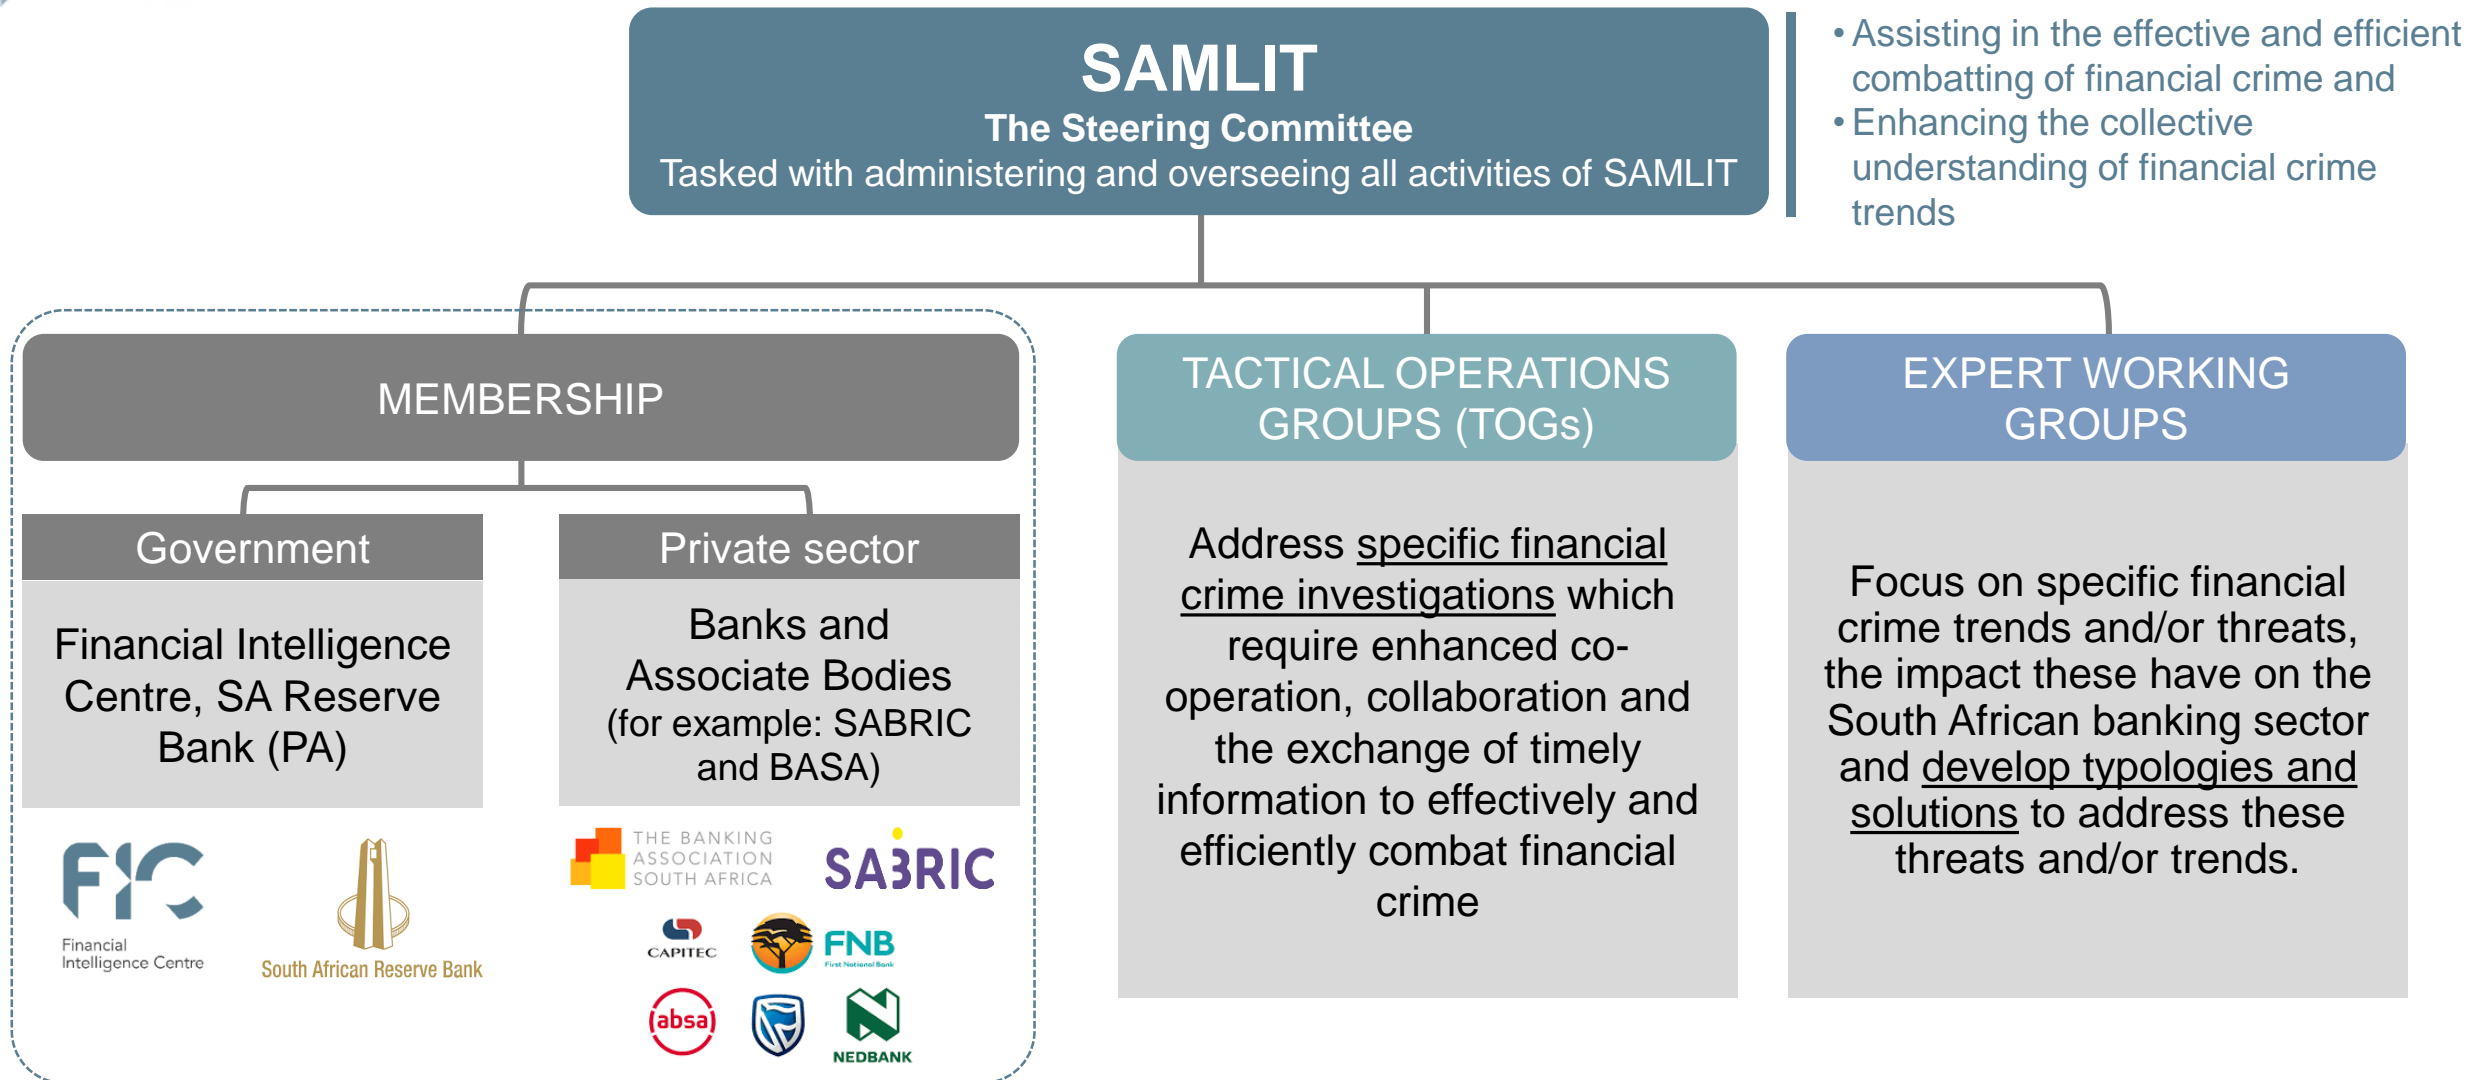 SAMLIT
The Steering Committee
Tasked with administering and overseeing all activities of SAMLIT
• Assisting in the effective and efficient
combatting of financial crime and
• Enhancing the collective
understanding of financial crime
trends
MEMBERSHIP
Government
Financial Intelligence
Centre, SA Reserve
Bank (PA)
FIC
Financial
Intelligence Centre
South African Reserve Bank
Private sector
Banks and
Associate Bodies
(for example: SABRIC
and BASA)
THE BANKING
ASSOCIATION
SOUTH AFRICA
SABRIC
CAPITEC
FNB
First National Bank
absa
NEDBANK
TACTICAL OPERATIONS
GROUPS (TOGs)
Address specific financial
crime investigations which
require enhanced co-
operation, collaboration and
the exchange of timely
information to effectively and
efficiently combat financial
crime
EXPERT WORKING
GROUPS
Focus on specific financial
crime trends and/or threats,
the impact these have on the
South African banking sector
and develop typologies and
solutions to address these
threats and/or trends.